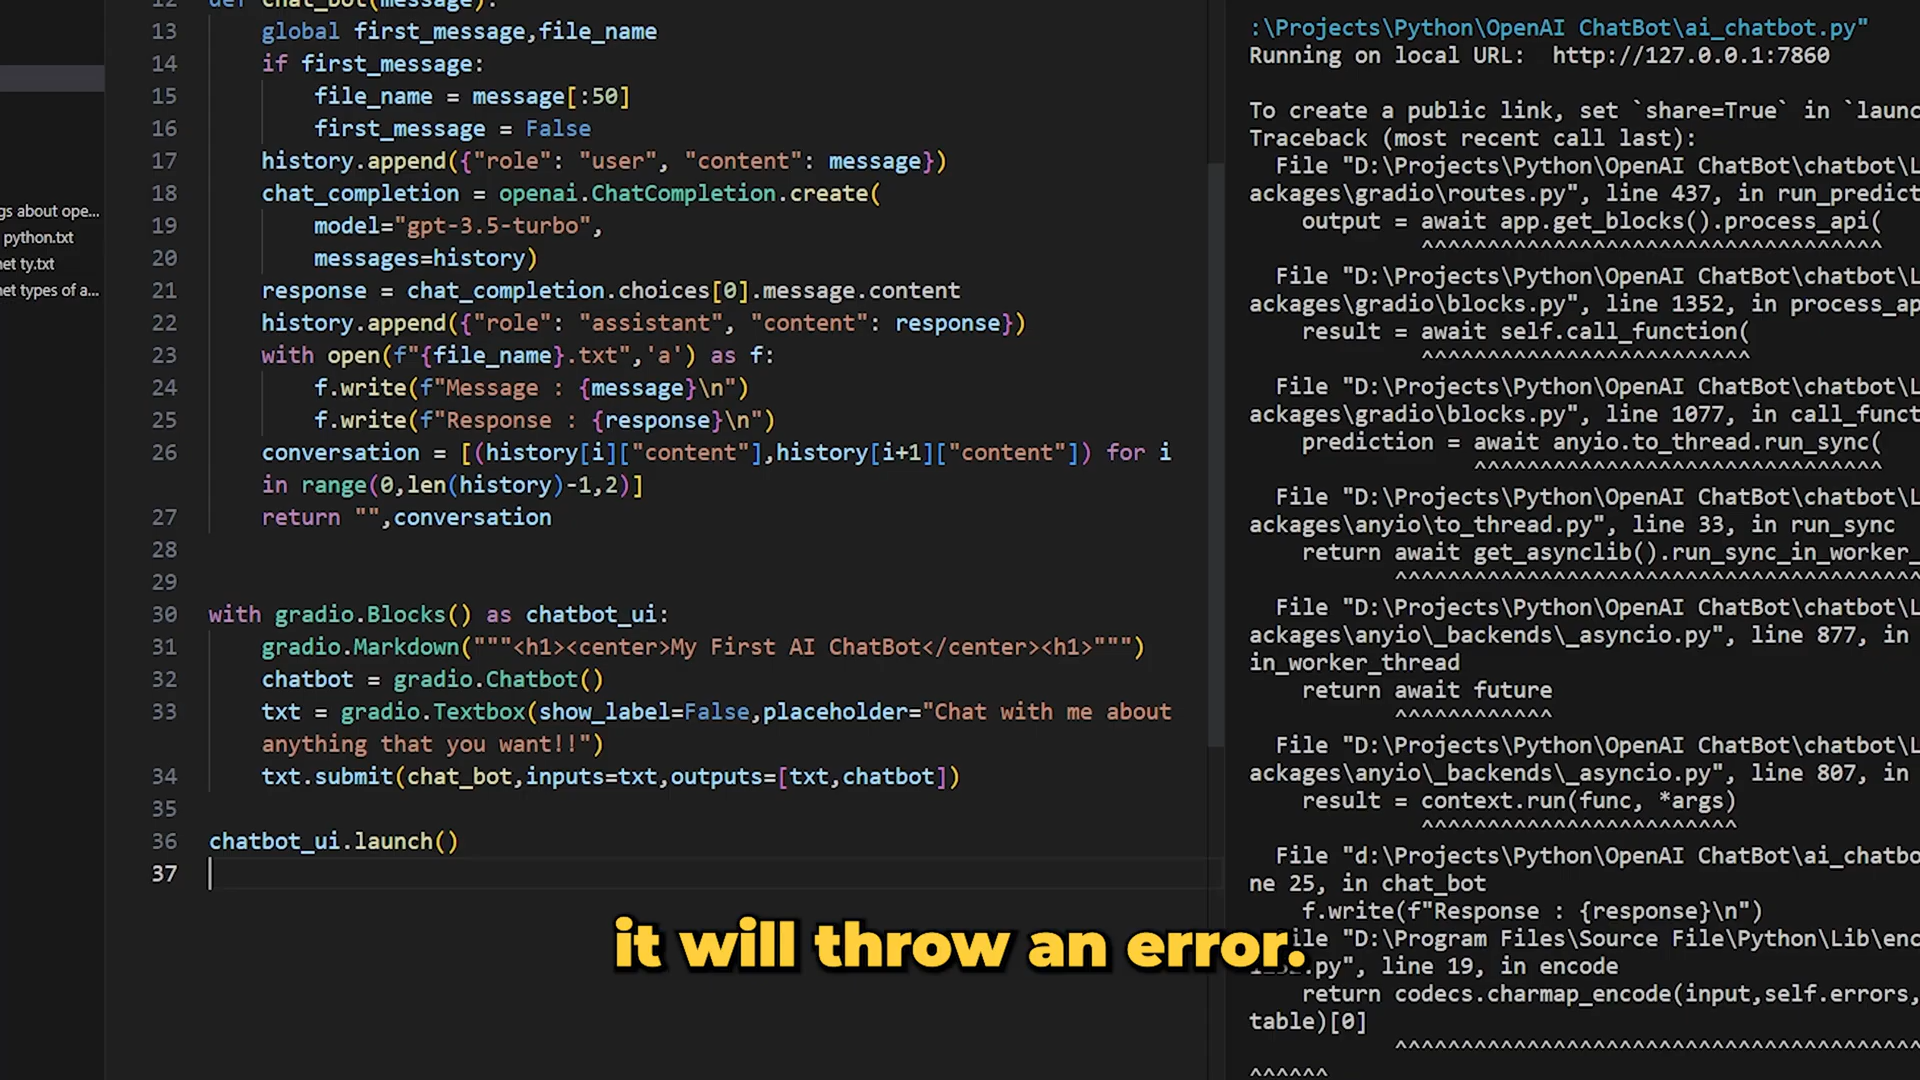 gs about ope...
python.txt
et ty.txt
et types of a...
12 def chat_bot(message):
13 global first_message,file_name
14 if first_message:
15 file_name = message[:50]
16 first_message = False
17 history.append({"role": "user", "content": message})
18 chat_completion = openai.ChatCompletion.create(
19 model="gpt-3.5-turbo",
20 messages=history)
21 response = chat_completion.choices[0].message.content
22 history.append({"role": "assistant", "content": response})
23 with open(f"{file_name}.txt",'a') as f:
24 f.write(f"Message : {message}\n")
25 f.write(f"Response : {response}\n")
26 conversation = [(history[i]["content"],history[i+1]["content"]) for i
in range(0,len(history)-1,2)]
27 return "",conversation
28
29
30 with gradio.Blocks() as chatbot_ui:
31 gradio.Markdown("""<h1><center>My First AI ChatBot</center><h1>""")
32 chatbot = gradio.Chatbot()
33 txt = gradio.Textbox(show_label=False,placeholder="Chat with me about
anything that you want!!")
34 txt.submit(chat_bot,inputs=txt,outputs=[txt,chatbot])
35
36 chatbot_ui.launch()
37
:\Projects\Python\OpenAI ChatBot\ai_chatbot.py"
Running on local URL: http://127.0.0.1:7860
To create a public link, set `share=True` in `launc
Traceback (most recent call last):
File "D:\Projects\Python\OpenAI ChatBot\chatbot\L
ackages\gradio\routes.py", line 437, in run_predict
output = await app.get_blocks().process_api(
^^^^^^^^^^^^^^^^^^^^^^^^^^^^^^^^^^^
File "D:\Projects\Python\OpenAI ChatBot\chatbot\L
ackages\gradio\blocks.py", line 1352, in process_ap
result = await self.call_function(
^^^^^^^^^^^^^^^^^^^^^^^^^
File "D:\Projects\Python\OpenAI ChatBot\chatbot\L
ackages\gradio\blocks.py", line 1077, in call_funct
prediction = await anyio.to_thread.run_sync(
^^^^^^^^^^^^^^^^^^^^^^^^^^^^^^^
File "D:\Projects\Python\OpenAI ChatBot\chatbot\L
ackages\anyio\to_thread.py", line 33, in run_sync
return await get_asynclib().run_sync_in_worker_
^^^^^^^^^^^^^^^^^^^^^^^^^^^^^^^^^^^^^^^^
File "D:\Projects\Python\OpenAI ChatBot\chatbot\L
ackages\anyio\_backends\_asyncio.py", line 877, in
in_worker_thread
return await future
^^^^^^^^^^^^
File "D:\Projects\Python\OpenAI ChatBot\chatbot\L
ackages\anyio\_backends\_asyncio.py", line 807, in
result = context.run(func, *args)
^^^^^^^^^^^^^^^^^^^^^^^^
File "d:\Projects\Python\OpenAI ChatBot\ai_chatbo
ne 25, in chat_bot
f.write(f"Response : {response}\n")
File "D:\Program Files\Source File\Python\Lib\enc
.py", line 19, in encode
return codecs.charmap_encode(input,self.errors,
table)[0]
^^^^^^^^^^^^^^^^^^^^^^^^^^^^^^^^^^^^^^^^
^^^^^^
it will throw an error.